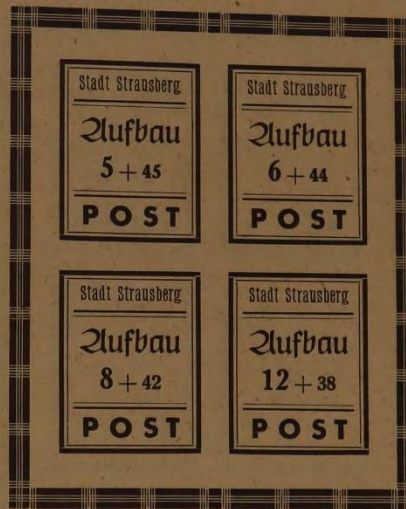 Stadt Strausberg
Aufbau
5 + 45
POST
Stadt Strausberg
Aufbau
6 + 44
POST
Stadt Strausberg
Aufbau
8 + 42
POST
Stadt Strausberg
Aufbau
12 + 38
POST